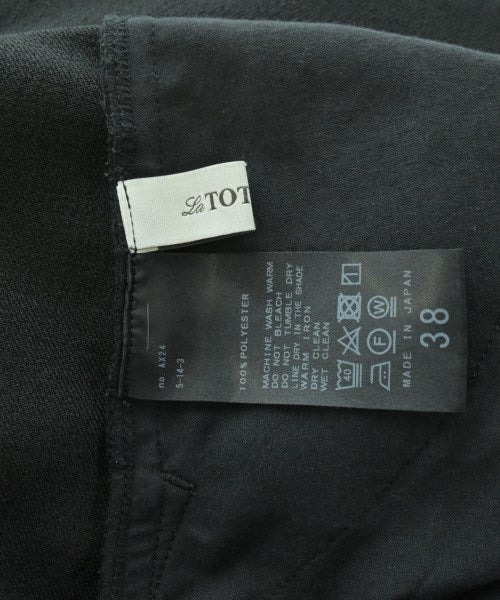 La TOT
no. AX24
5-14-3
100% POLYESTER
MACHINE WASH WARM
DO NOT BLEACH
DO NOT TUMBLE DRY
LINE DRY IN THE SHADE
WARM IRON
DRY CLEAN
WET CLEAN
40
F
W
MADE IN JAPAN
38